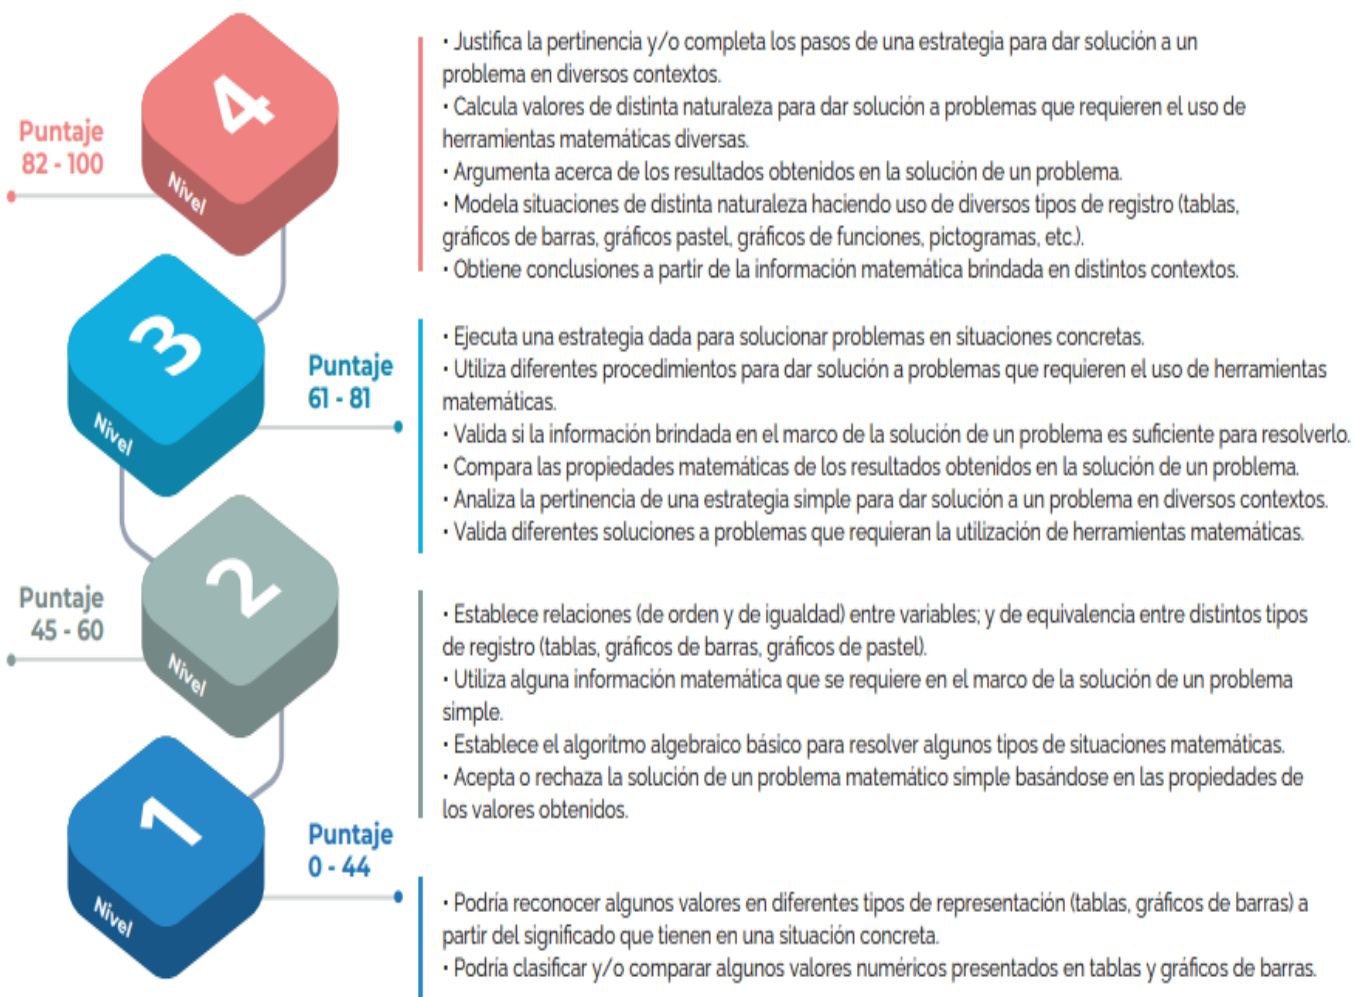 4
Nivel
Puntaje
82 - 100
• Justifica la pertinencia y/o completa los pasos de una estrategia para dar solución a un
problema en diversos contextos.
• Calcula valores de distinta naturaleza para dar solución a problemas que requieren el uso de
herramientas matemáticas diversas.
• Argumenta acerca de los resultados obtenidos en la solución de un problema.
• Modela situaciones de distinta naturaleza haciendo uso de diversos tipos de registro (tablas,
gráficos de barras, gráficos pastel, gráficos de funciones, pictogramas, etc.).
• Obtiene conclusiones a partir de la información matemática brindada en distintos contextos.
3
Nivel
Puntaje
61 - 81
• Ejecuta una estrategia dada para solucionar problemas en situaciones concretas.
• Utiliza diferentes procedimientos para dar solución a problemas que requieren el uso de herramientas
matemáticas.
• Valida si la información brindada en el marco de la solución de un problema es suficiente para resolverlo.
• Compara las propiedades matemáticas de los resultados obtenidos en la solución de un problema.
• Analiza la pertinencia de una estrategia simple para dar solución a un problema en diversos contextos.
• Valida diferentes soluciones a problemas que requieran la utilización de herramientas matemáticas.
2
Nivel
Puntaje
45 - 60
• Establece relaciones (de orden y de igualdad) entre variables; y de equivalencia entre distintos tipos
de registro (tablas, gráficos de barras, gráficos de pastel).
• Utiliza alguna información matemática que se requiere en el marco de la solución de un problema
simple.
• Establece el algoritmo algebraico básico para resolver algunos tipos de situaciones matemáticas.
• Acepta o rechaza la solución de un problema matemático simple basándose en las propiedades de
los valores obtenidos.
1
Nivel
Puntaje
0 - 44
• Podría reconocer algunos valores en diferentes tipos de representación (tablas, gráficos de barras) a
partir del significado que tienen en una situación concreta.
• Podría clasificar y/o comparar algunos valores numéricos presentados en tablas y gráficos de barras.